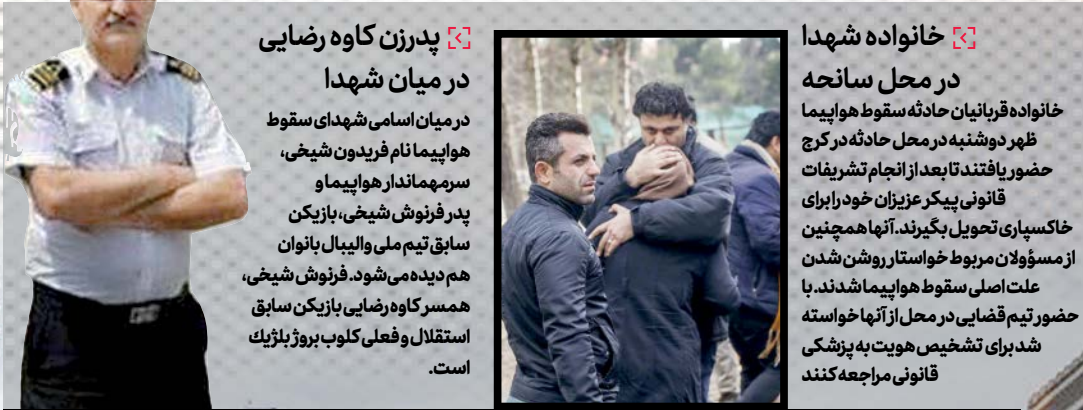 خانواده شهدا
در محل سانحه
خانواده قربانیان حادثه سقوط هواپیما
ظهر دوشنبه در محل حادثه در کرج
حضور یافتند تا بعد از انجام تشریفات
قانونی پیکر عزیزان خود را برای
خاکسپاری تحویل بگیرند. آنها همچنین
از مسؤولان مربوط خواستار روشن شدن
علت اصلی سقوط هواپیما شدند. با
حضور تیم قضایی در محل از آنها خواسته
شد برای تشخیص هویت به پزشکی
قانونی مراجعه کنند
پدرزن کاوه رضایی
در میان شهدا
در میان اسامی شهدای سقوط
هواپیما نام فریدون شیخی،
سرمهماندار هواپیما و
پدر فرنوش شیخی، بازیکن
سابق تیم ملی والیبال بانوان
هم دیده می‌شود. فرنوش شیخی،
همسر کاوه رضایی بازیکن سابق
استقلال و فعلی کلوب بروژ بلژیك
است.